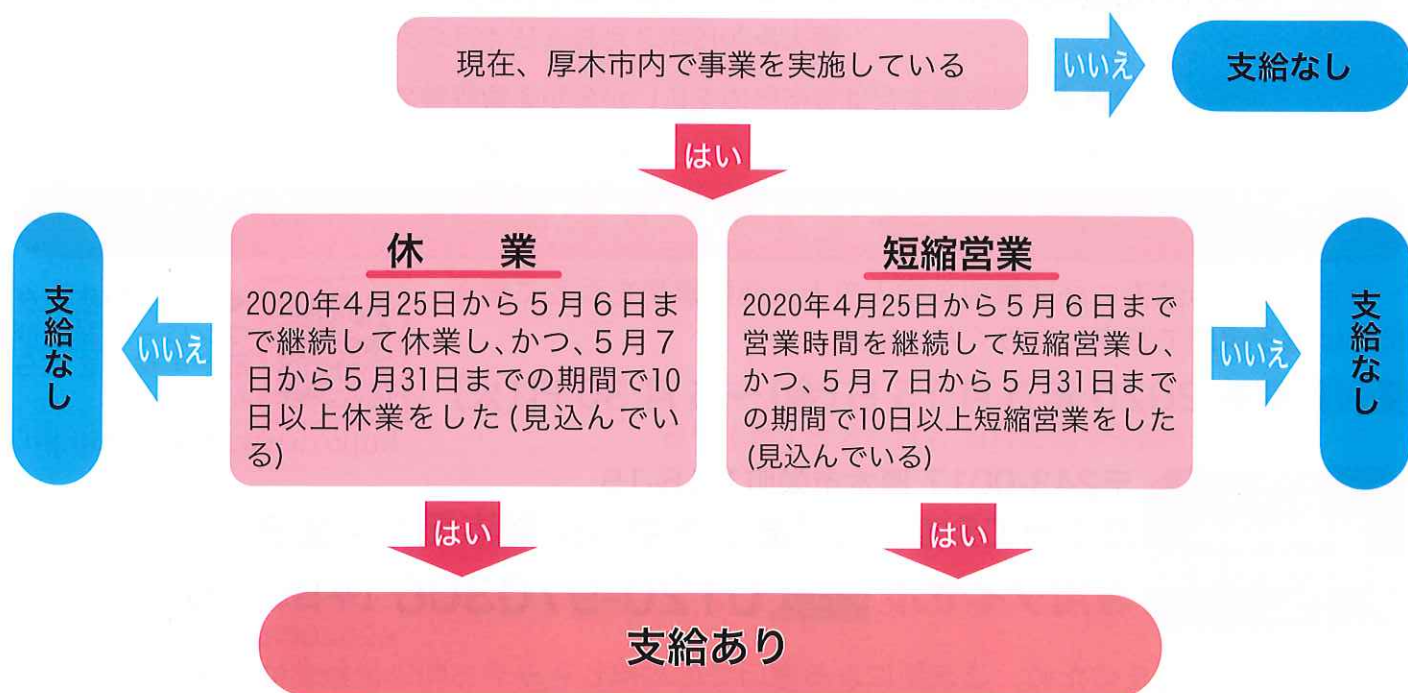 現在、厚木市内で事業を実施している
いいえ
支給なし
はい
支給なし
いいえ
休　業
2020年4月25日から５月６日ま
で継続して休業し、かつ、５月７
日から５月31日までの期間で10
日以上休業をした (見込んでい
る)
短縮営業
2020年4月25日から５月６日まで
営業時間を継続して短縮営業し、
かつ、５月７日から５月31日まで
の期間で10日以上短縮営業をした
(見込んでいる)
いいえ
支給なし
はい
はい
支給あり